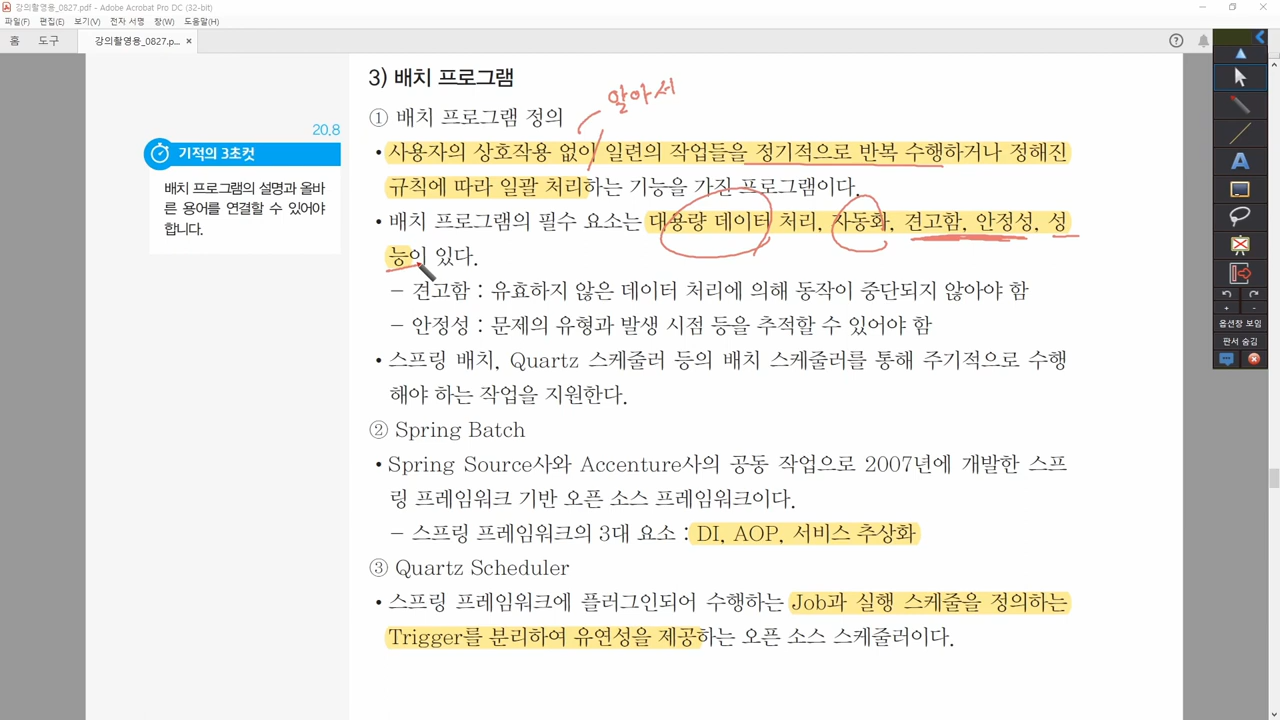 강의촬영용_0827.pdf - Adobe Acrobat Pro DC (32-bit)
파일(F) 편집(E) 보기(V) 전자 서명 창(W) 도움말(H)
홈 도구 강의촬영용_0827.p... ×
3) 배치 프로그램
알아서
① 배치 프로그램 정의
• 사용자의 상호작용 없이 일련의 작업들을 정기적으로 반복 수행하거나 정해진
규칙에 따라 일괄 처리하는 기능을 가진 프로그램이다.
• 배치 프로그램의 필수 요소는 대용량 데이터 처리, 자동화, 견고함, 안정성, 성
능이 있다.
– 견고함 : 유효하지 않은 데이터 처리에 의해 동작이 중단되지 않아야 함
– 안정성 : 문제의 유형과 발생 시점 등을 추적할 수 있어야 함
• 스프링 배치, Quartz 스케줄러 등의 배치 스케줄러를 통해 주기적으로 수행
해야 하는 작업을 지원한다.
② Spring Batch
• Spring Source사와 Accenture사의 공동 작업으로 2007년에 개발한 스프
링 프레임워크 기반 오픈 소스 프레임워크이다.
– 스프링 프레임워크의 3대 요소 : DI, AOP, 서비스 추상화
③ Quartz Scheduler
• 스프링 프레임워크에 플러그인되어 수행하는 Job과 실행 스케줄을 정의하는
Trigger를 분리하여 유연성을 제공하는 오픈 소스 스케줄러이다.
20.8
기적의 3초컷
배치 프로그램의 설명과 올바
른 용어를 연결할 수 있어야
합니다.
A
옵션창 보임
판서 숨김